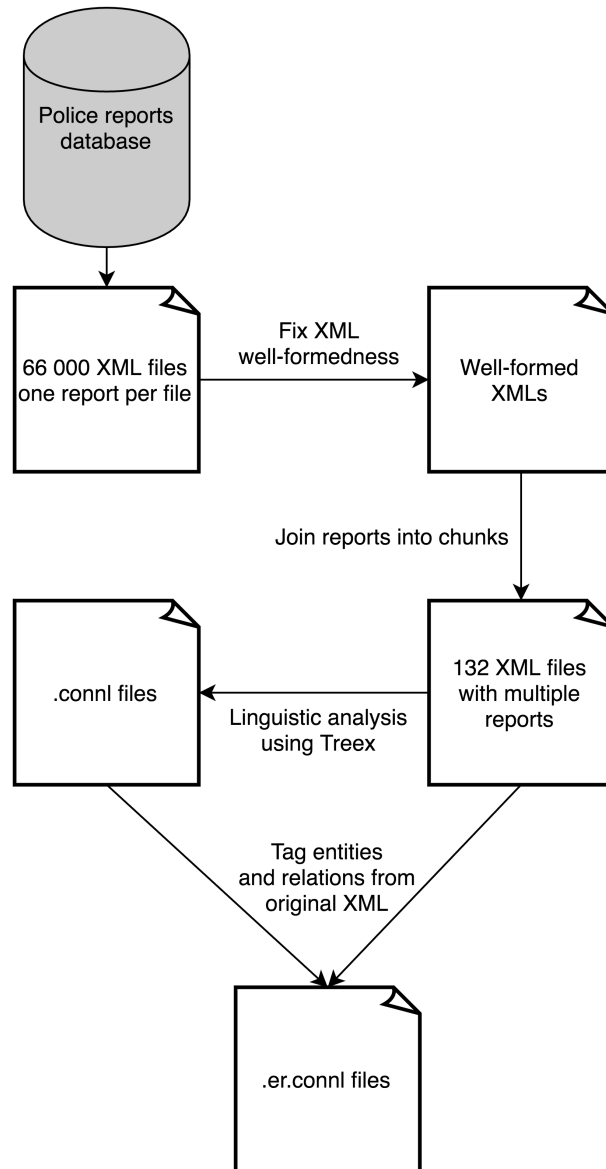 Police reports
database
66 000 XML files
one report per file
Fix XML
well-formedness
Well-formed
XMLs
Join reports into chunks
.connl files
Linguistic analysis
using Treex
132 XML files
with multiple
reports
Tag entities
and relations from
original XML
.er.connl files